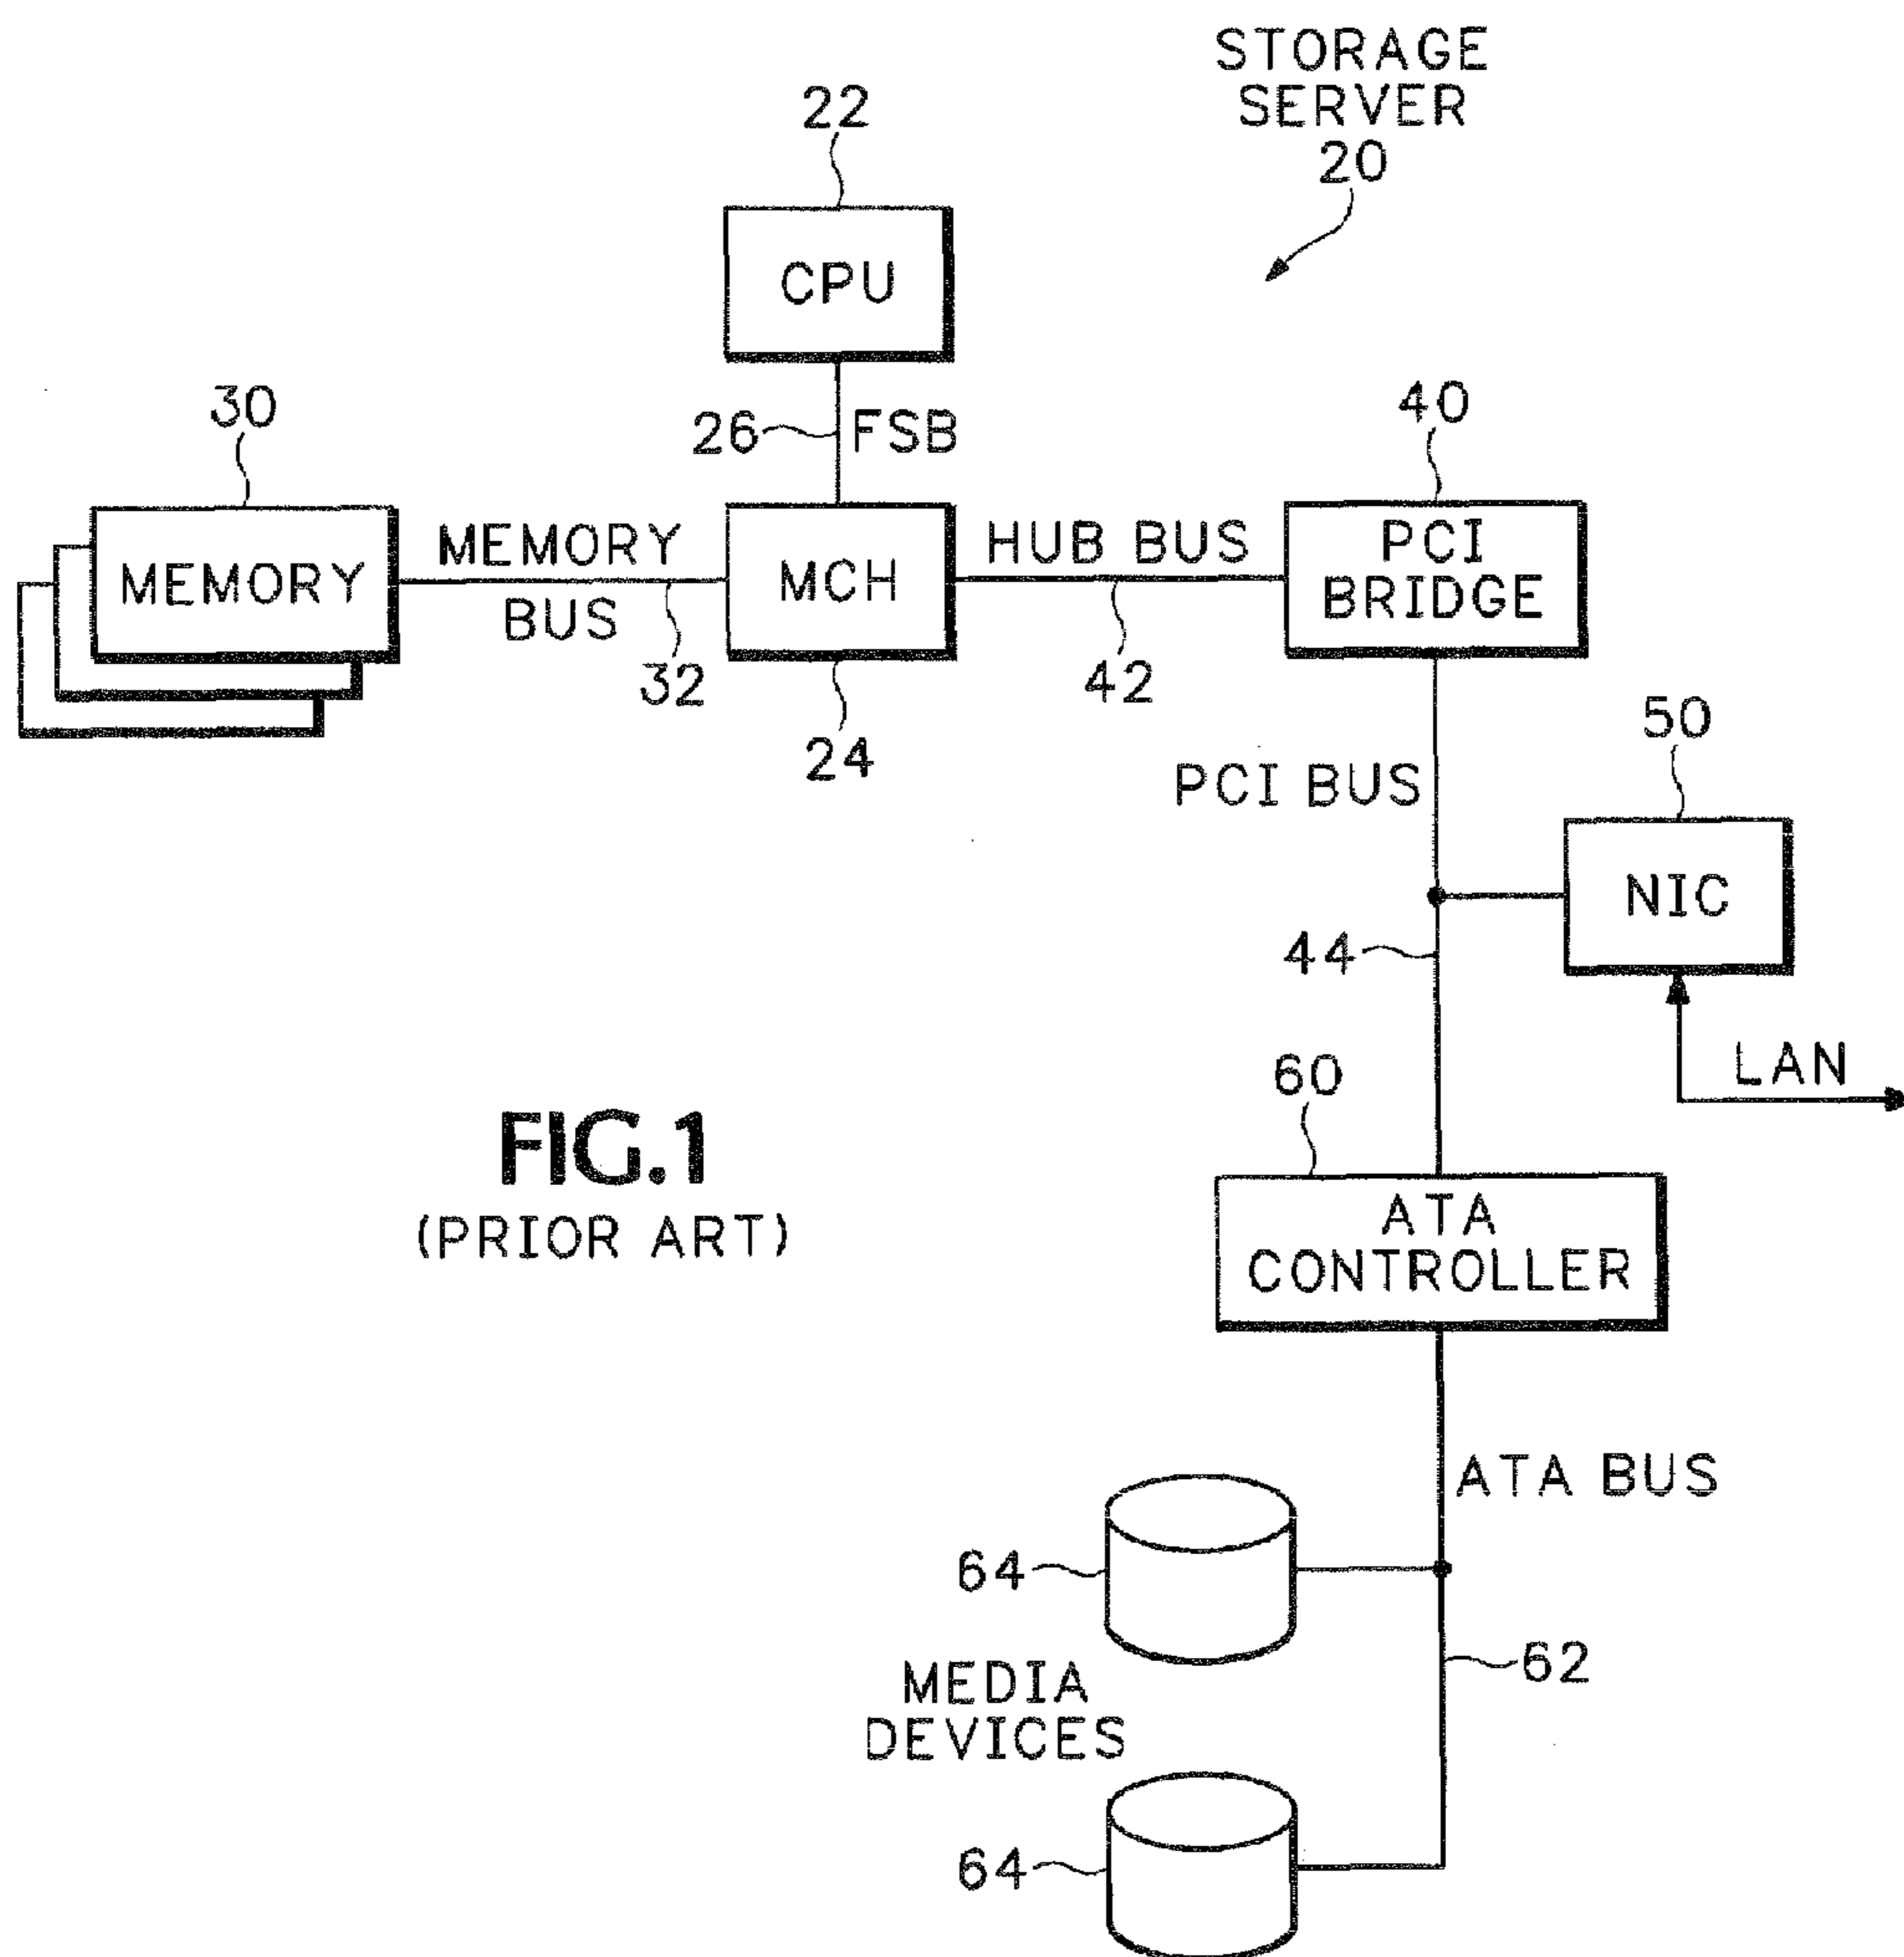 STORAGE
SERVER
20
22
CPU
26
FSB
30
40
MEMORY
MEMORY
BUS
32
MCH
24
HUB BUS
42
PCI
BRIDGE
PCI BUS
50
NIC
44
LAN
60
FIG.1
(PRIOR ART)
ATA
CONTROLLER
ATA BUS
64
62
MEDIA
DEVICES
64